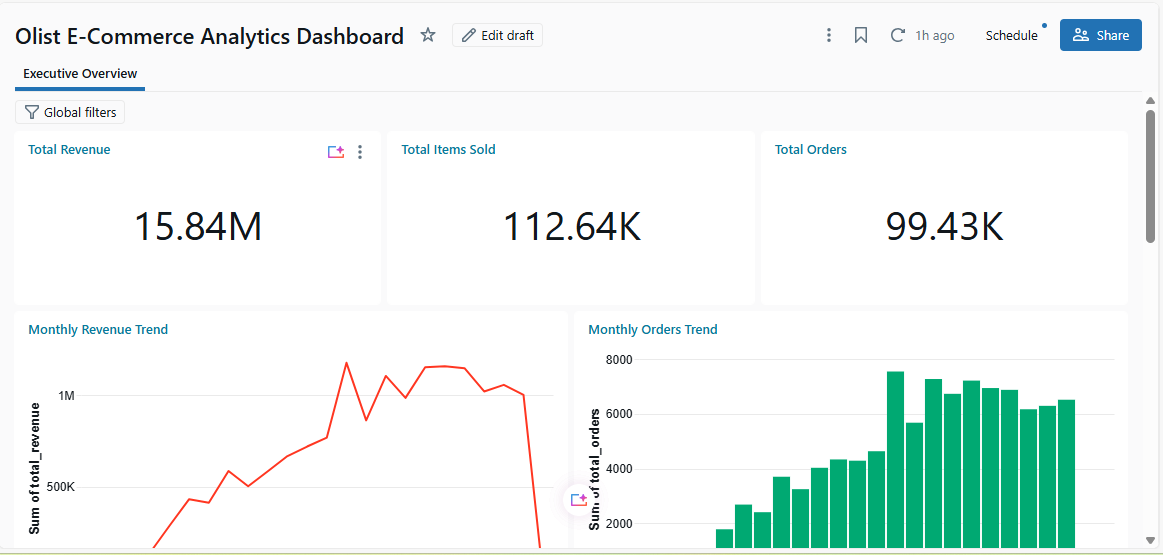 Olist E-Commerce Analytics Dashboard
Edit draft
1h ago
Schedule
Share
Executive Overview
Global filters
Total Revenue
Total Items Sold
Total Orders
15.84M
112.64K
99.43K
Monthly Revenue Trend
Monthly Orders Trend
Sum of total_revenue
1M
500K
Sum of total_orders
8000
6000
4000
2000